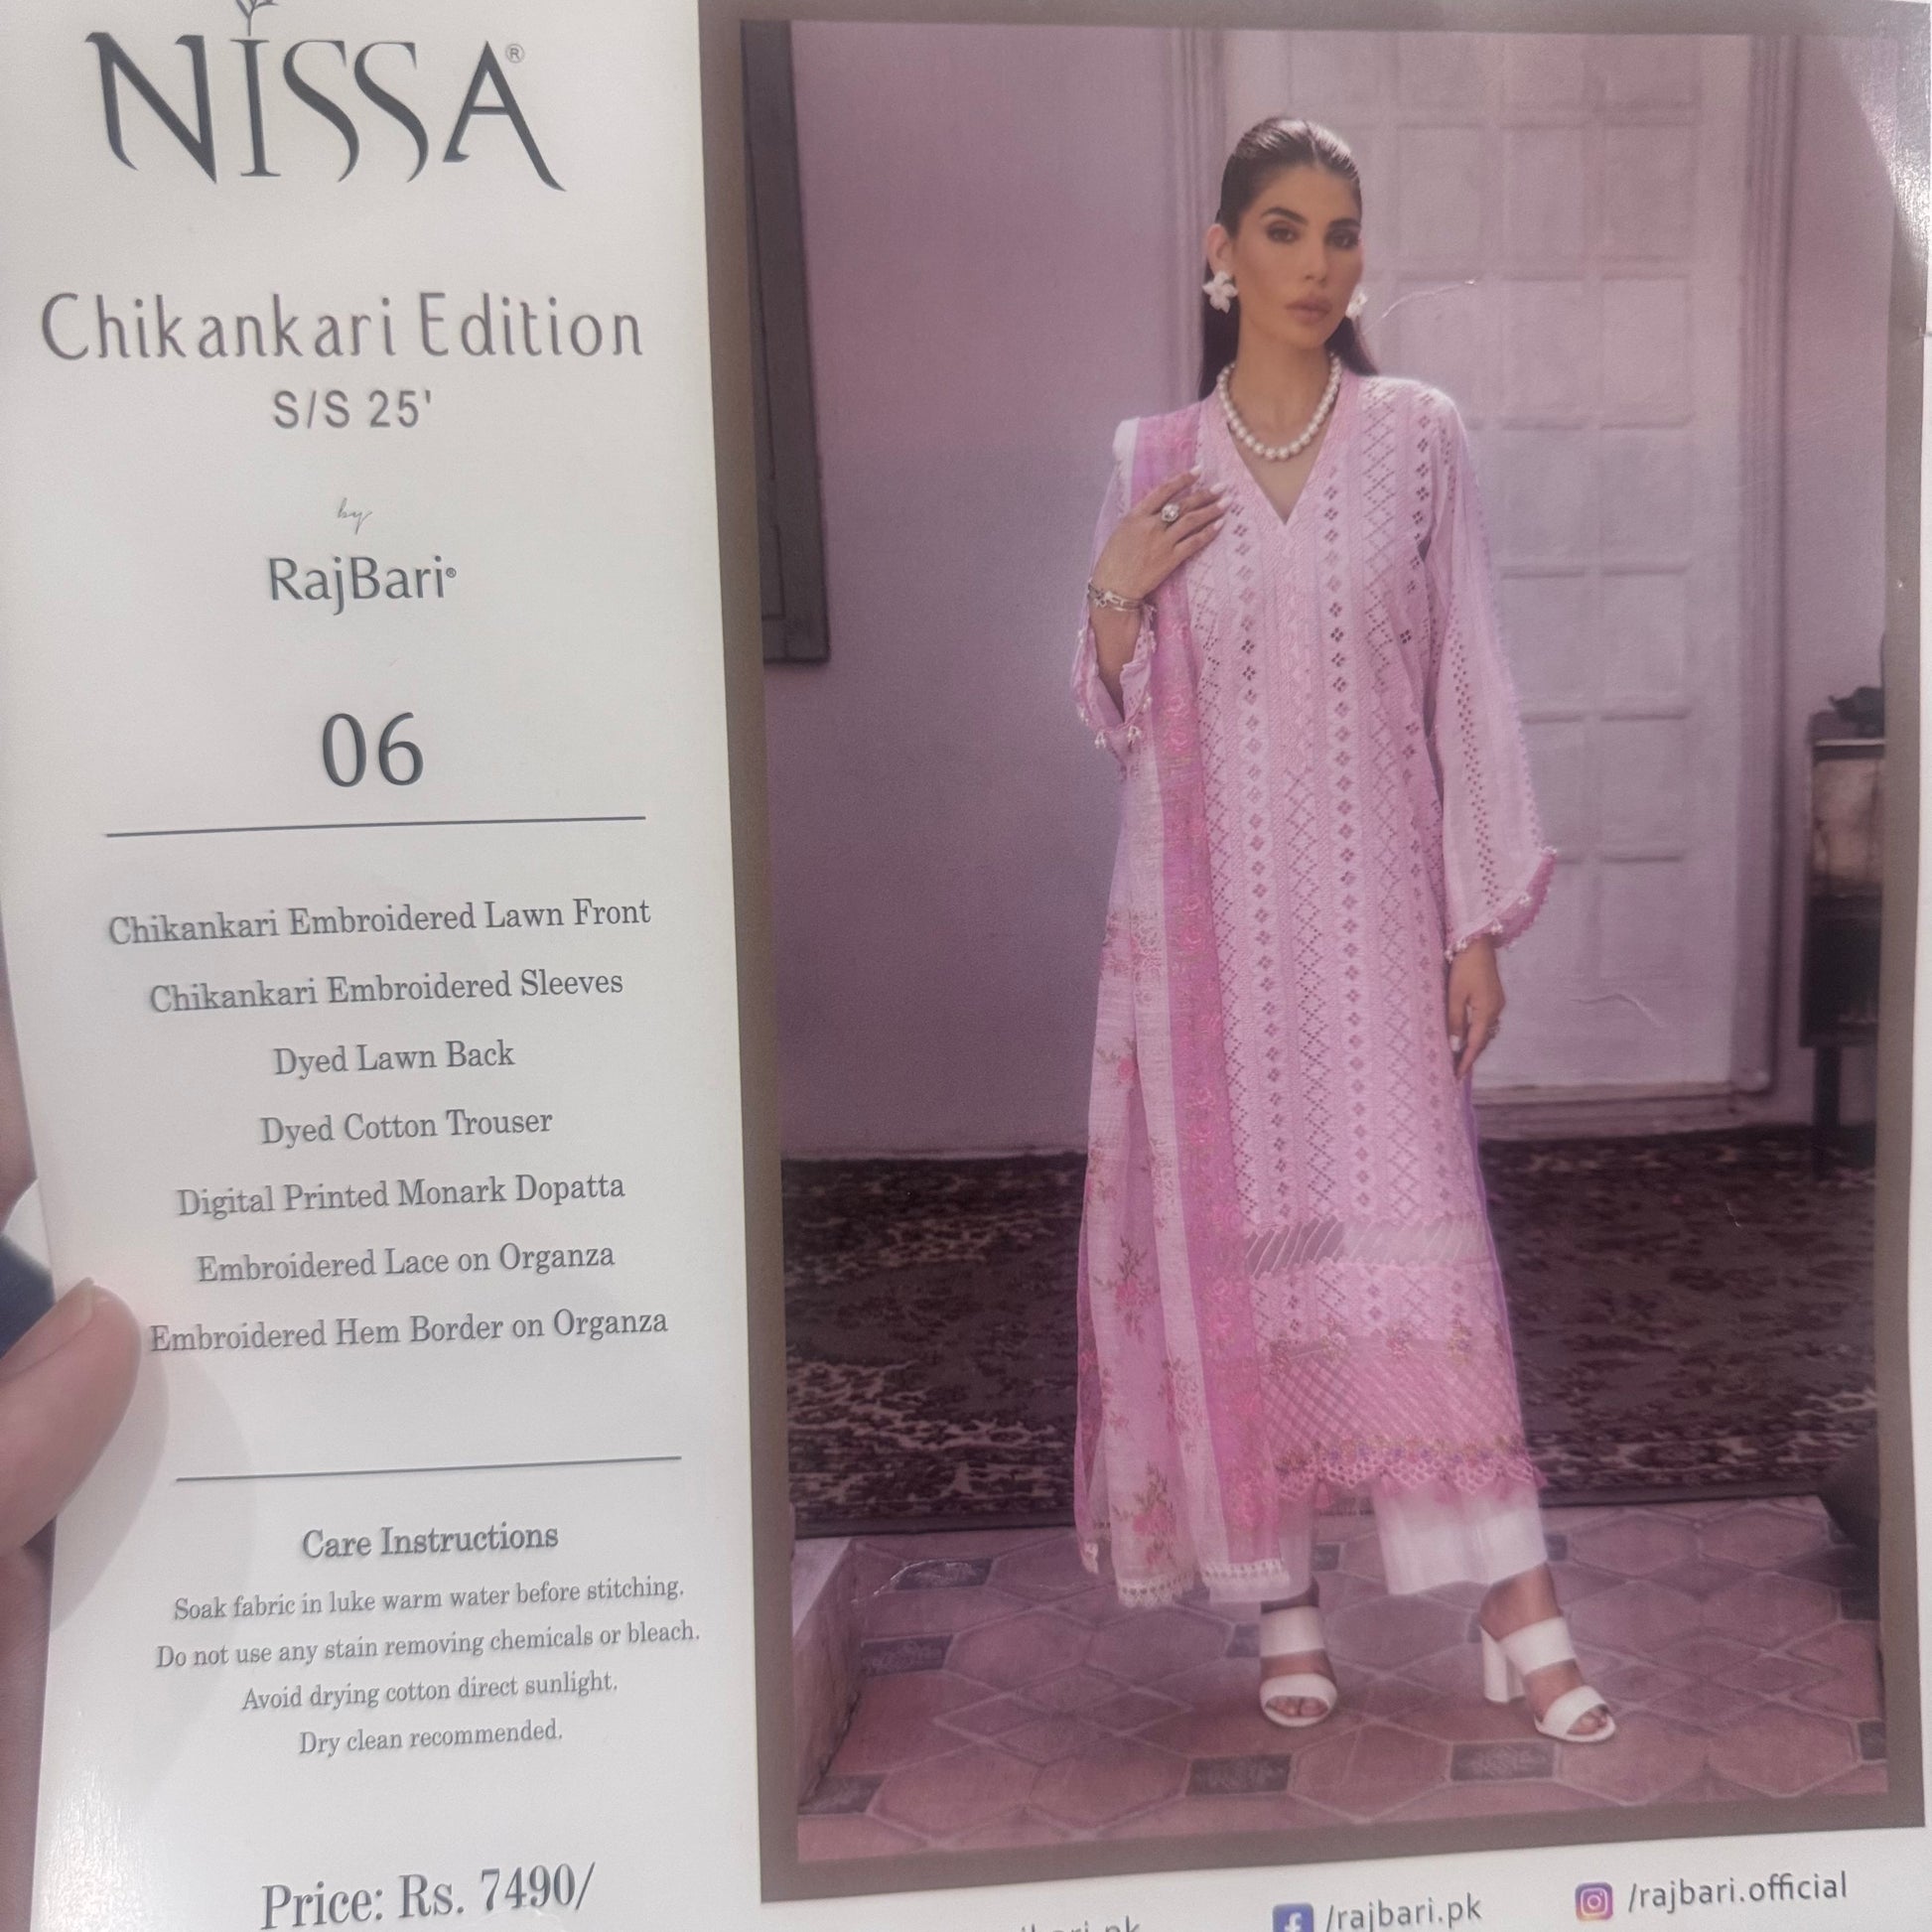 NISSA®
Chikankari Edition
S/S 25'
by
RajBari®
06
Chikankari Embroidered Lawn Front
Chikankari Embroidered Sleeves
Dyed Lawn Back
Dyed Cotton Trouser
Digital Printed Monark Dopatta
Embroidered Lace on Organza
Embroidered Hem Border on Organza
Care Instructions
Soak fabric in luke warm water before stitching.
Do not use any stain removing chemicals or bleach.
Avoid drying cotton direct sunlight.
Dry clean recommended.
Price: Rs. 7490/
/rajbari.pk
/rajbari.official